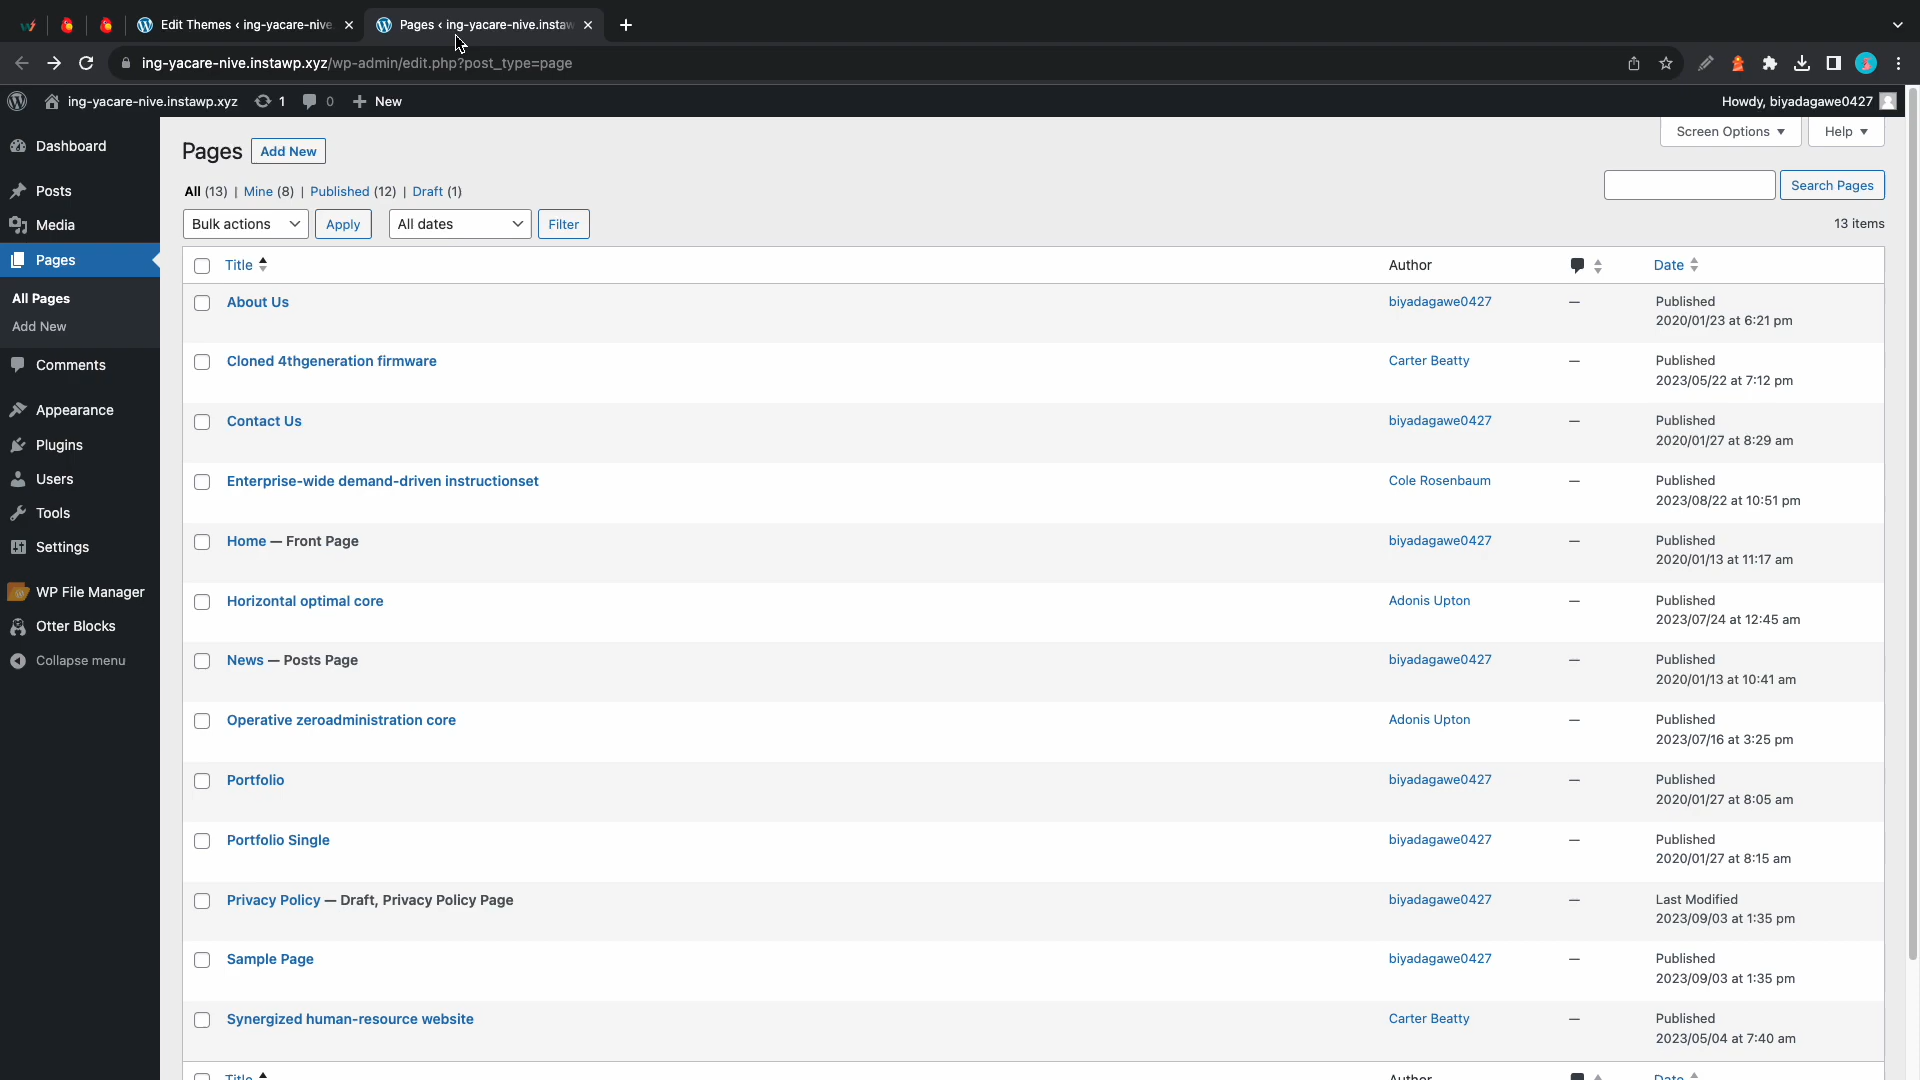 Edit Themes ‹ ing-yacare-nive
Pages ‹ ing-yacare-nive.instaw
ing-yacare-nive.instawp.xyz/wp-admin/edit.php?post_type=page
ing-yacare-nive.instawp.xyz
1
0
New
Howdy, biyadagawe0427
Dashboard
Posts
Media
Pages
All Pages
Add New
Comments
Appearance
Plugins
Users
Tools
Settings
WP File Manager
Otter Blocks
Collapse menu
Screen Options
Help
Pages
Add New
All (13) | Mine (8) | Published (12) | Draft (1)
Search Pages
Bulk actions
Apply
All dates
Filter
13 items
Title Author Date
About Us biyadagawe0427 — Published
2020/01/23 at 6:21 pm
Cloned 4thgeneration firmware Carter Beatty — Published
2023/05/22 at 7:12 pm
Contact Us biyadagawe0427 — Published
2020/01/27 at 8:29 am
Enterprise-wide demand-driven instructionset Cole Rosenbaum — Published
2023/08/22 at 10:51 pm
Home — Front Page biyadagawe0427 — Published
2020/01/13 at 11:17 am
Horizontal optimal core Adonis Upton — Published
2023/07/24 at 12:45 am
News — Posts Page biyadagawe0427 — Published
2020/01/13 at 10:41 am
Operative zeroadministration core Adonis Upton — Published
2023/07/16 at 3:25 pm
Portfolio biyadagawe0427 — Published
2020/01/27 at 8:05 am
Portfolio Single biyadagawe0427 — Published
2020/01/27 at 8:15 am
Privacy Policy — Draft, Privacy Policy Page biyadagawe0427 — Last Modified
2023/09/03 at 1:35 pm
Sample Page biyadagawe0427 — Published
2023/09/03 at 1:35 pm
Synergized human-resource website Carter Beatty — Published
2023/05/04 at 7:40 am
Title Author Date